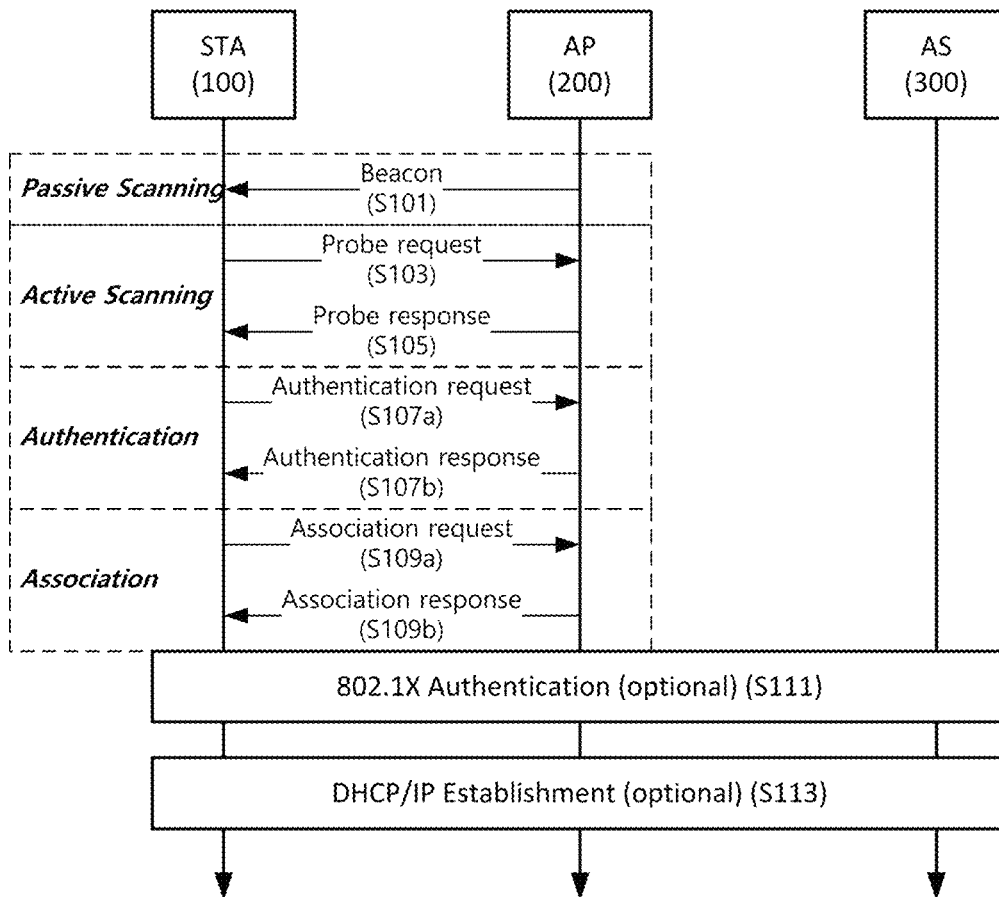 STA
(100)
AP
(200)
AS
(300)
Passive Scanning
Beacon
(S101)
Active Scanning
Probe request
(S103)
Probe response
(S105)
Authentication
Authentication request
(S107a)
Authentication response
(S107b)
Association
Association request
(S109a)
Association response
(S109b)
802.1X Authentication (optional) (S111)
DHCP/IP Establishment (optional) (S113)